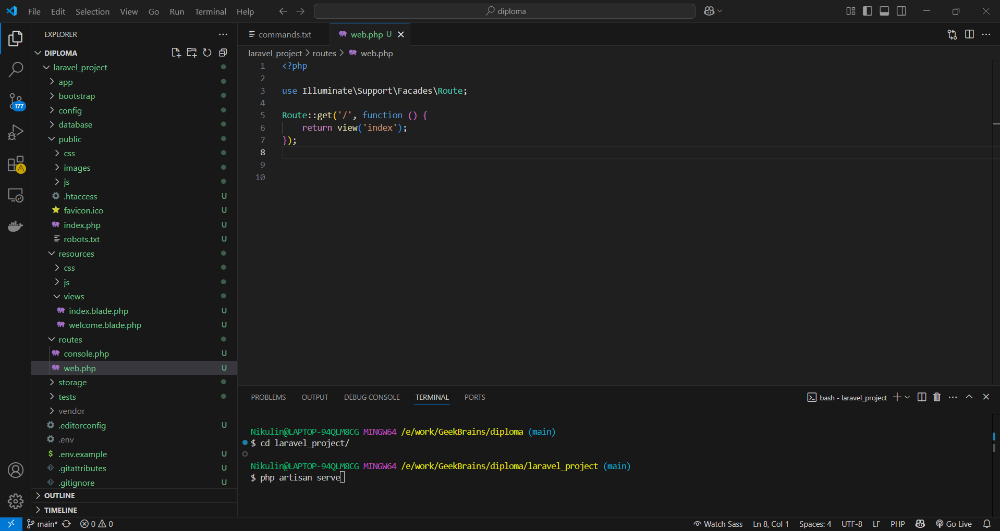 File Edit Selection View Go Run Terminal Help
diploma
EXPLORER
DIPLOMA
laravel_project
app
bootstrap
config
database
public
css
images
js
.htaccess U
favicon.ico U
index.php U
robots.txt U
resources
css
js
views
index.blade.php U
welcome.blade.php U
routes
console.php U
web.php U
storage
tests
vendor
.editorconfig U
.env
$ .env.example U
.gitattributes U
.gitignore U
OUTLINE
TIMELINE
177
commands.txt
web.php U
laravel_project > routes > web.php
1 <?php
2
3 use Illuminate\Support\Facades\Route;
4
5 Route::get('/', function () {
6     return view('index');
7 });
8
9
10
PROBLEMS OUTPUT DEBUG CONSOLE TERMINAL PORTS
bash - laravel_project
Nikulin@LAPTOP-94QLM8CG MINGW64 /e/work/GeekBrains/diploma (main)
$ cd laravel_project/
Nikulin@LAPTOP-94QLM8CG MINGW64 /e/work/GeekBrains/diploma/laravel_project (main)
$ php artisan serve
main* 0 0
Watch Sass Ln 8, Col 1 Spaces: 4 UTF-8 LF PHP Go Live